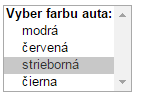 Vyber farbu auta:
modrá
červená
strieborná
čierna